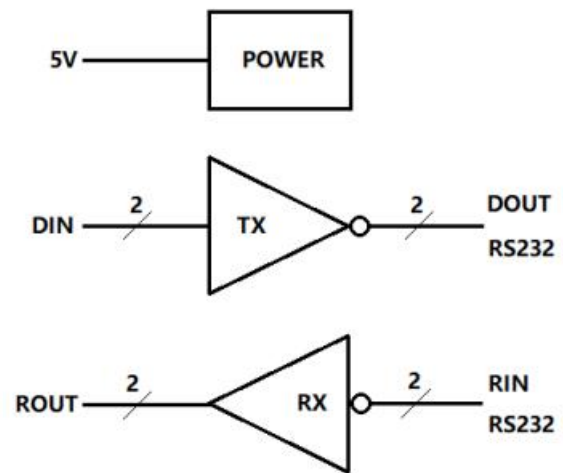 5V POWER
2 2 DOUT
DIN TX
RS232
2 2 RIN
ROUT RX
RS232